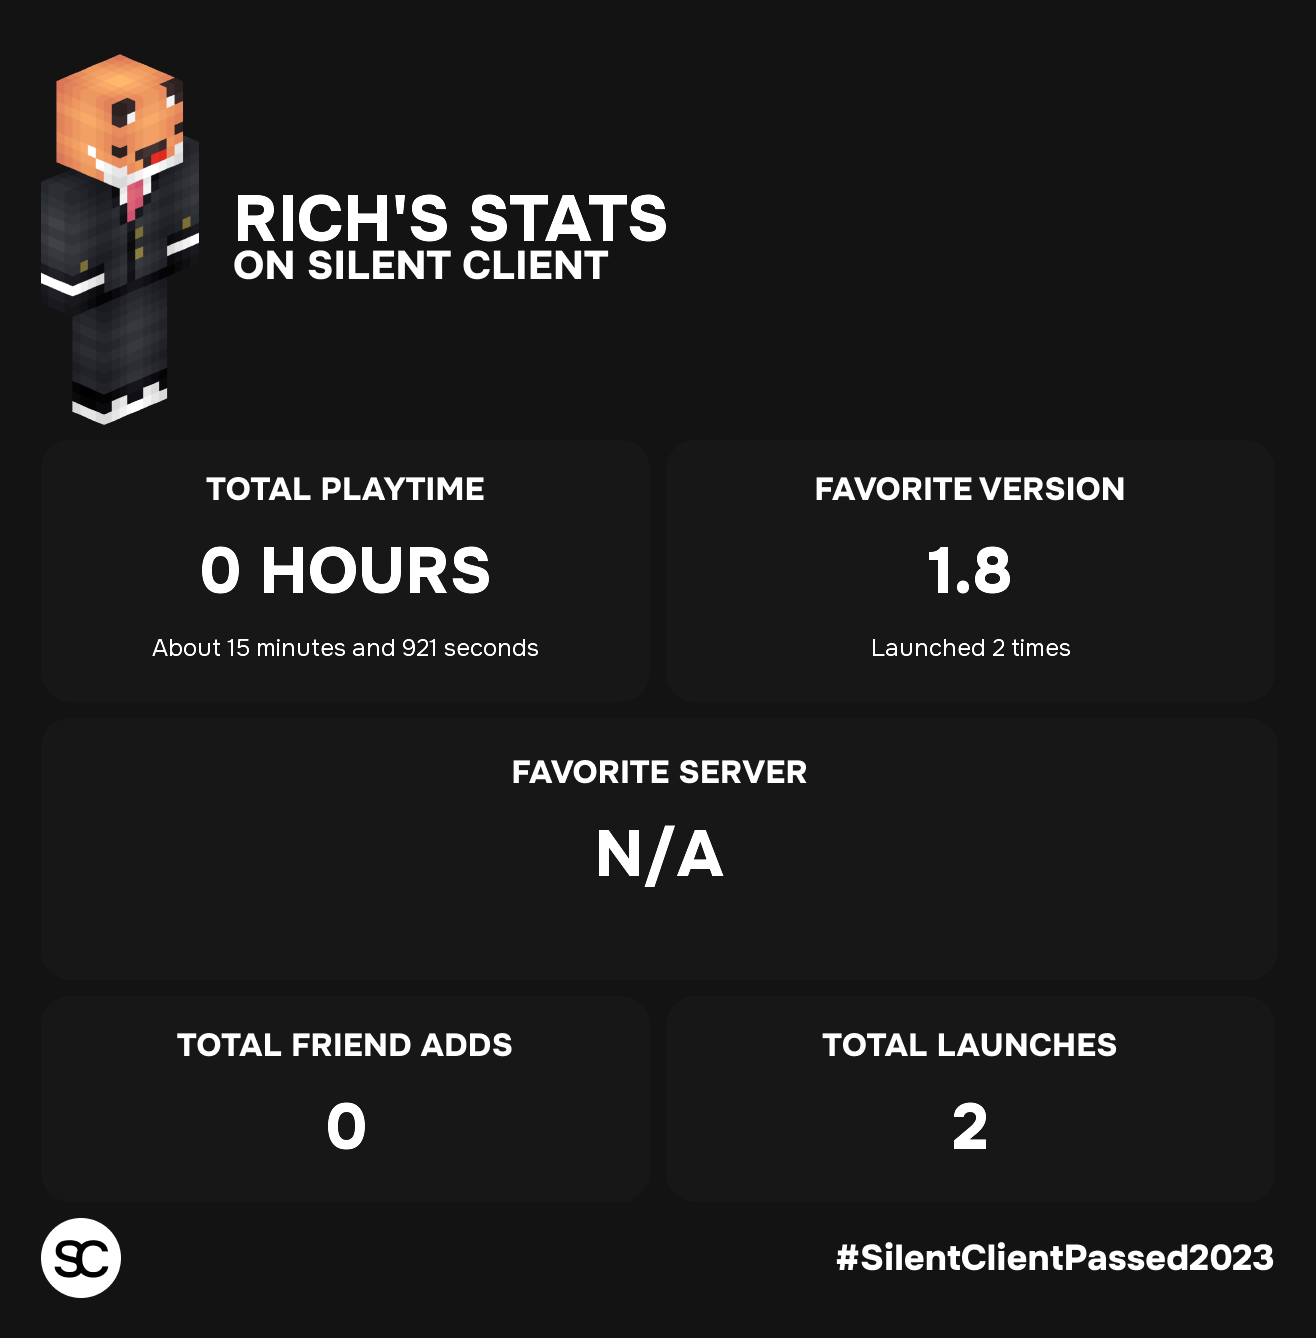 RICH'S STATS
ON SILENT CLIENT
TOTAL PLAYTIME
0 HOURS
About 15 minutes and 921 seconds
FAVORITE VERSION
1.8
Launched 2 times
FAVORITE SERVER
N/A
TOTAL FRIEND ADDS
0
TOTAL LAUNCHES
2
SC
#SilentClientPassed2023